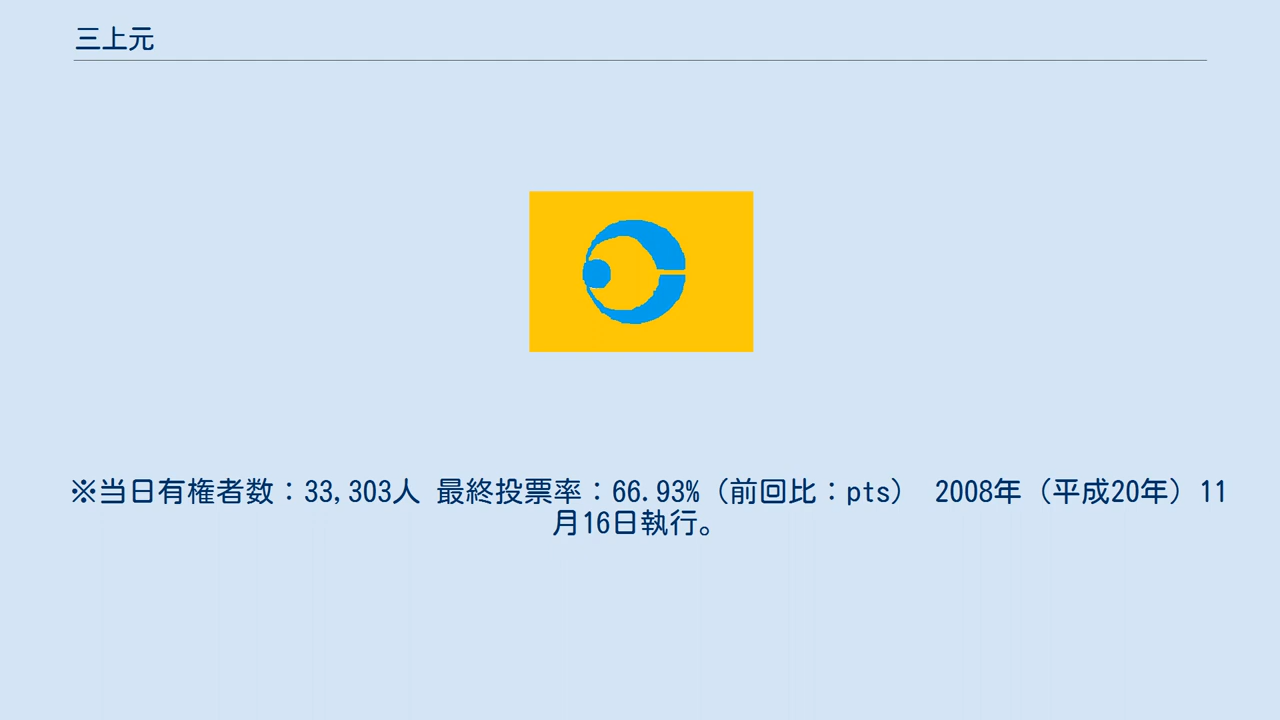 三上元
※当日有権者数：33,303人 最終投票率：66.93%（前回比：pts） 2008年（平成20年）11
月16日執行。